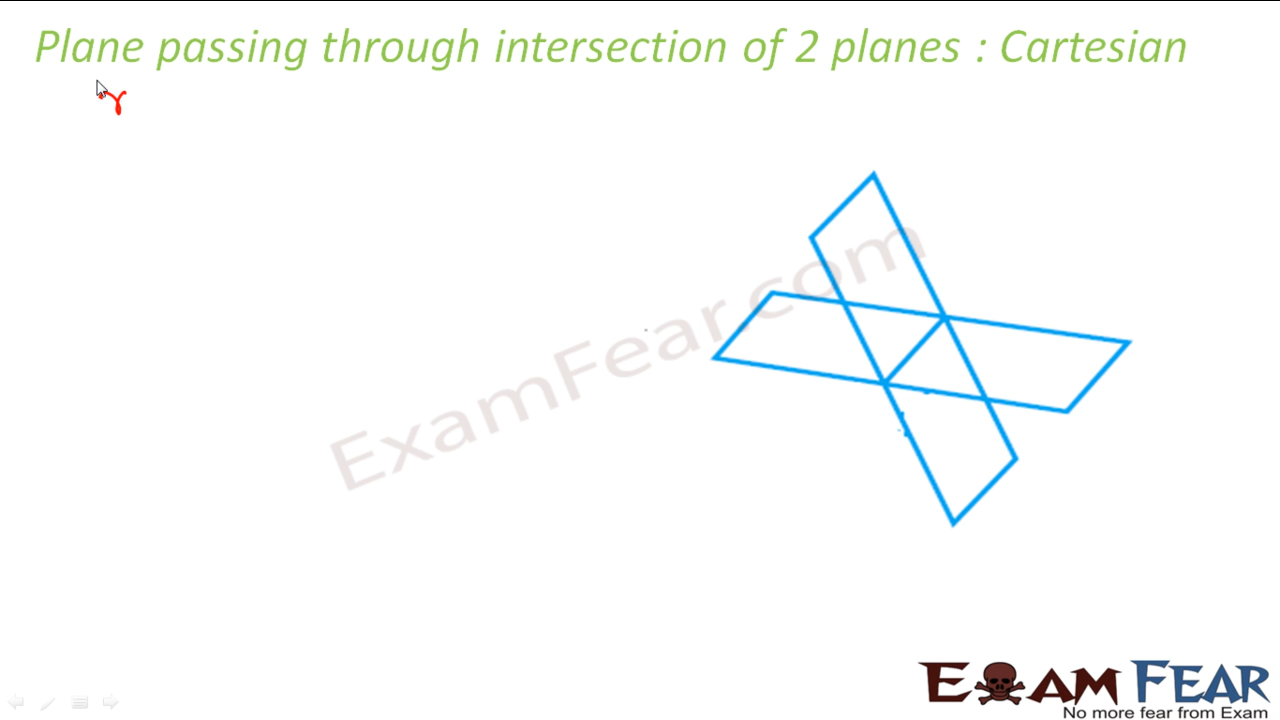 Plane passing through intersection of 2 planes : Cartesian
r
ExamFear.com
EXAM FEAR
No more fear from Exam